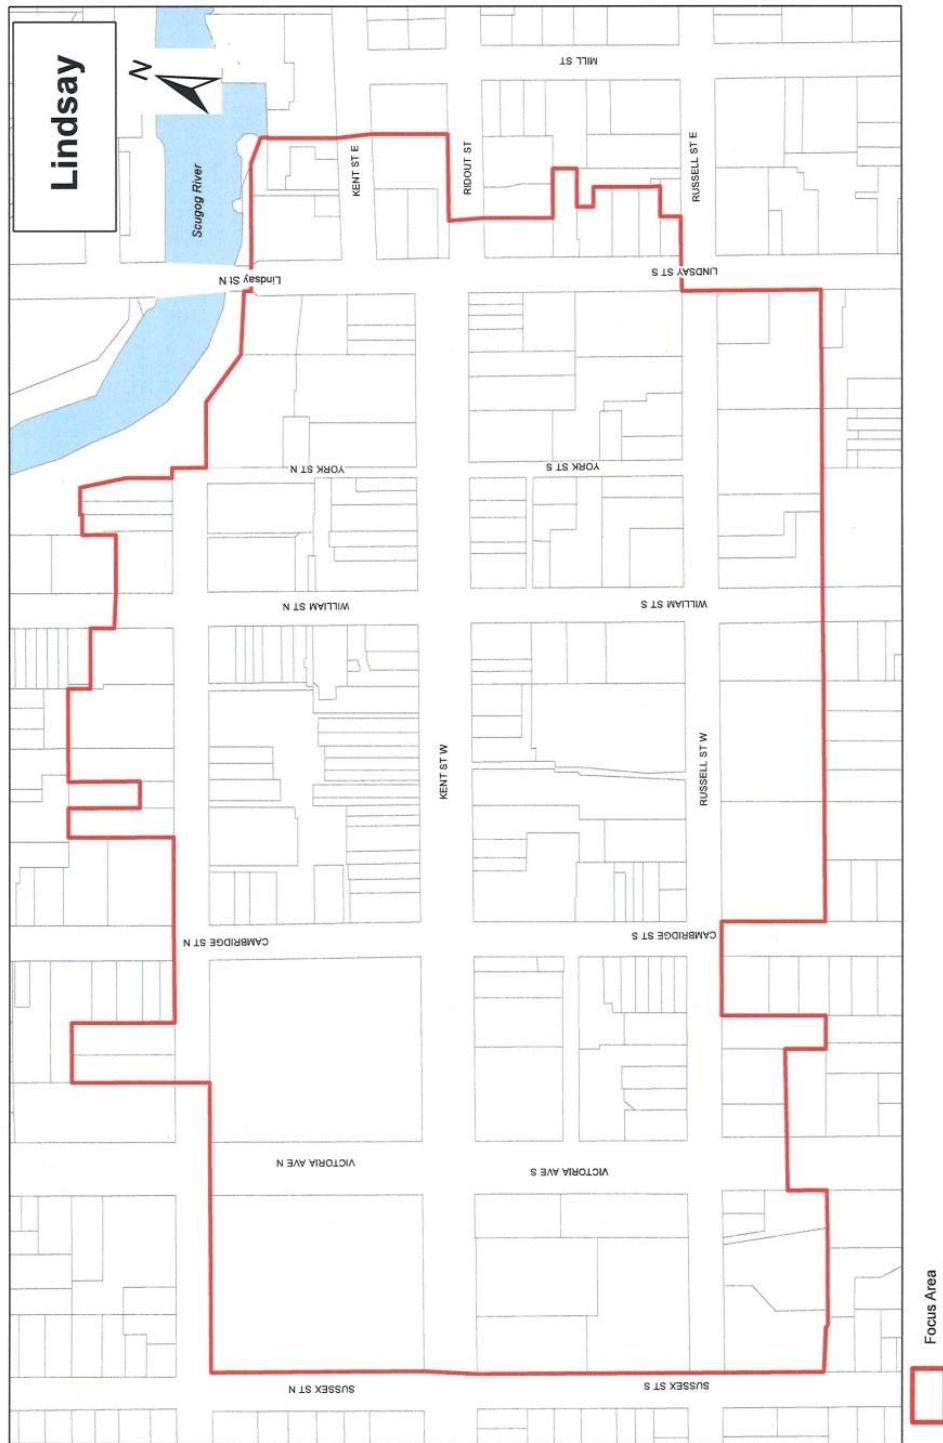 Lindsay
N
Scugog River
MILL ST
KENT ST E
RIDOUT ST
RUSSELL ST E
Lindsay St N
LINDSAY ST S
YORK ST N
YORK ST S
WILLIAM ST N
WILLIAM ST S
KENT ST W
RUSSELL ST W
CAMBRIDGE ST N
CAMBRIDGE ST S
VICTORIA AVE N
VICTORIA AVE S
SUSSEX ST N
SUSSEX ST S
Focus Area